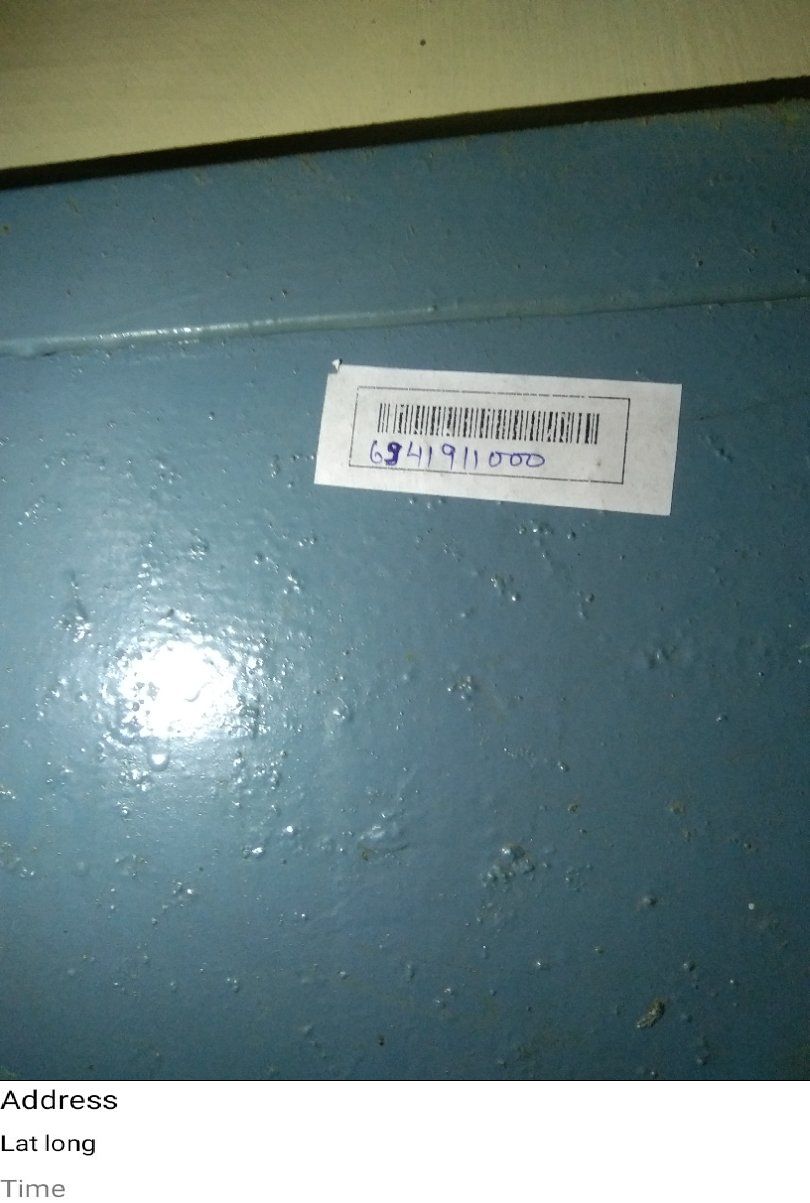 6941911000
Address
Lat long
Time